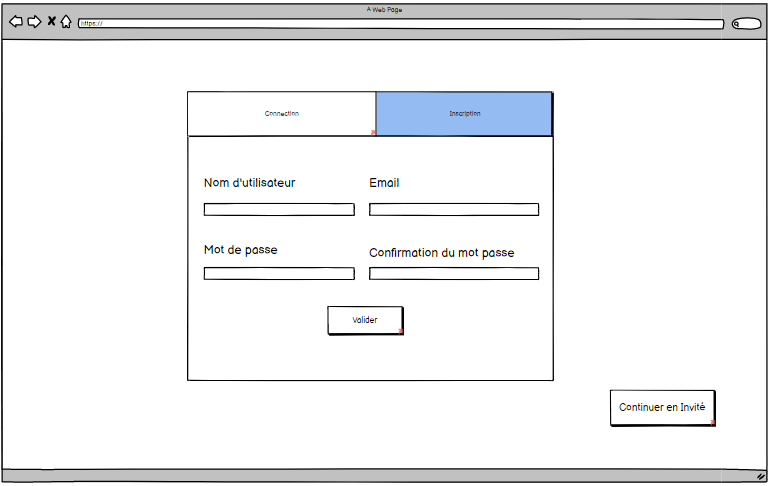 A Web Page
https://
Connection
Inscription
Nom d'utilisateur
Email
Mot de passe
Confirmation du mot passe
Valider
Continuer en Invité